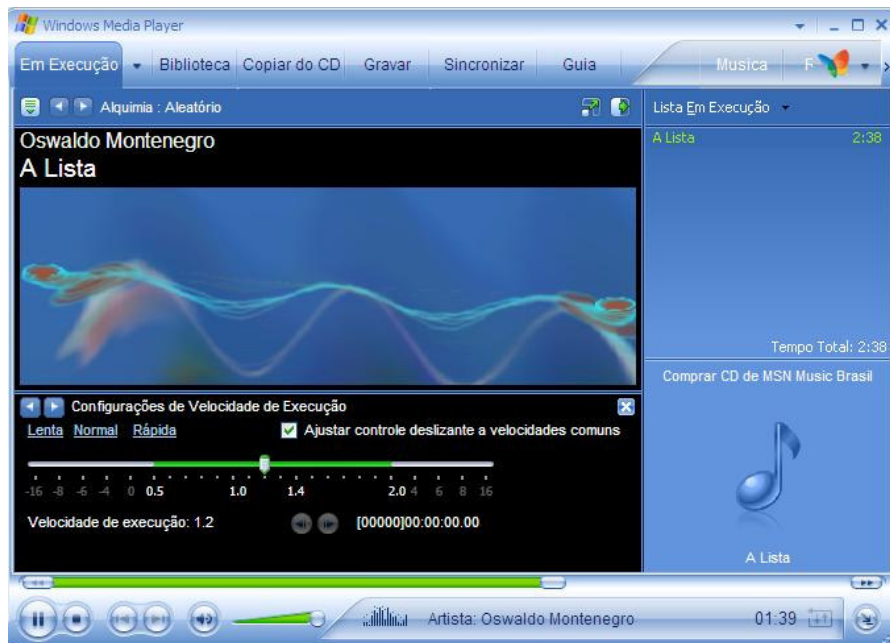 Windows Media Player
Em Execução Biblioteca Copiar do CD Gravar Sincronizar Guia Musica
Alquimia : Aleatório
Lista Em Execução
Oswaldo Montenegro
A Lista
A Lista 2:38
Tempo Total: 2:38
Comprar CD de MSN Music Brasil
A Lista
Configurações de Velocidade de Execução
Lenta Normal Rápida Ajustar controle deslizante a velocidades comuns
-16 -8 -6 -4 0 0.5 1.0 1.4 2.0 4 6 8 16
Velocidade de execução: 1.2 [00000]00:00:00.00
Artista: Oswaldo Montenegro 01:39